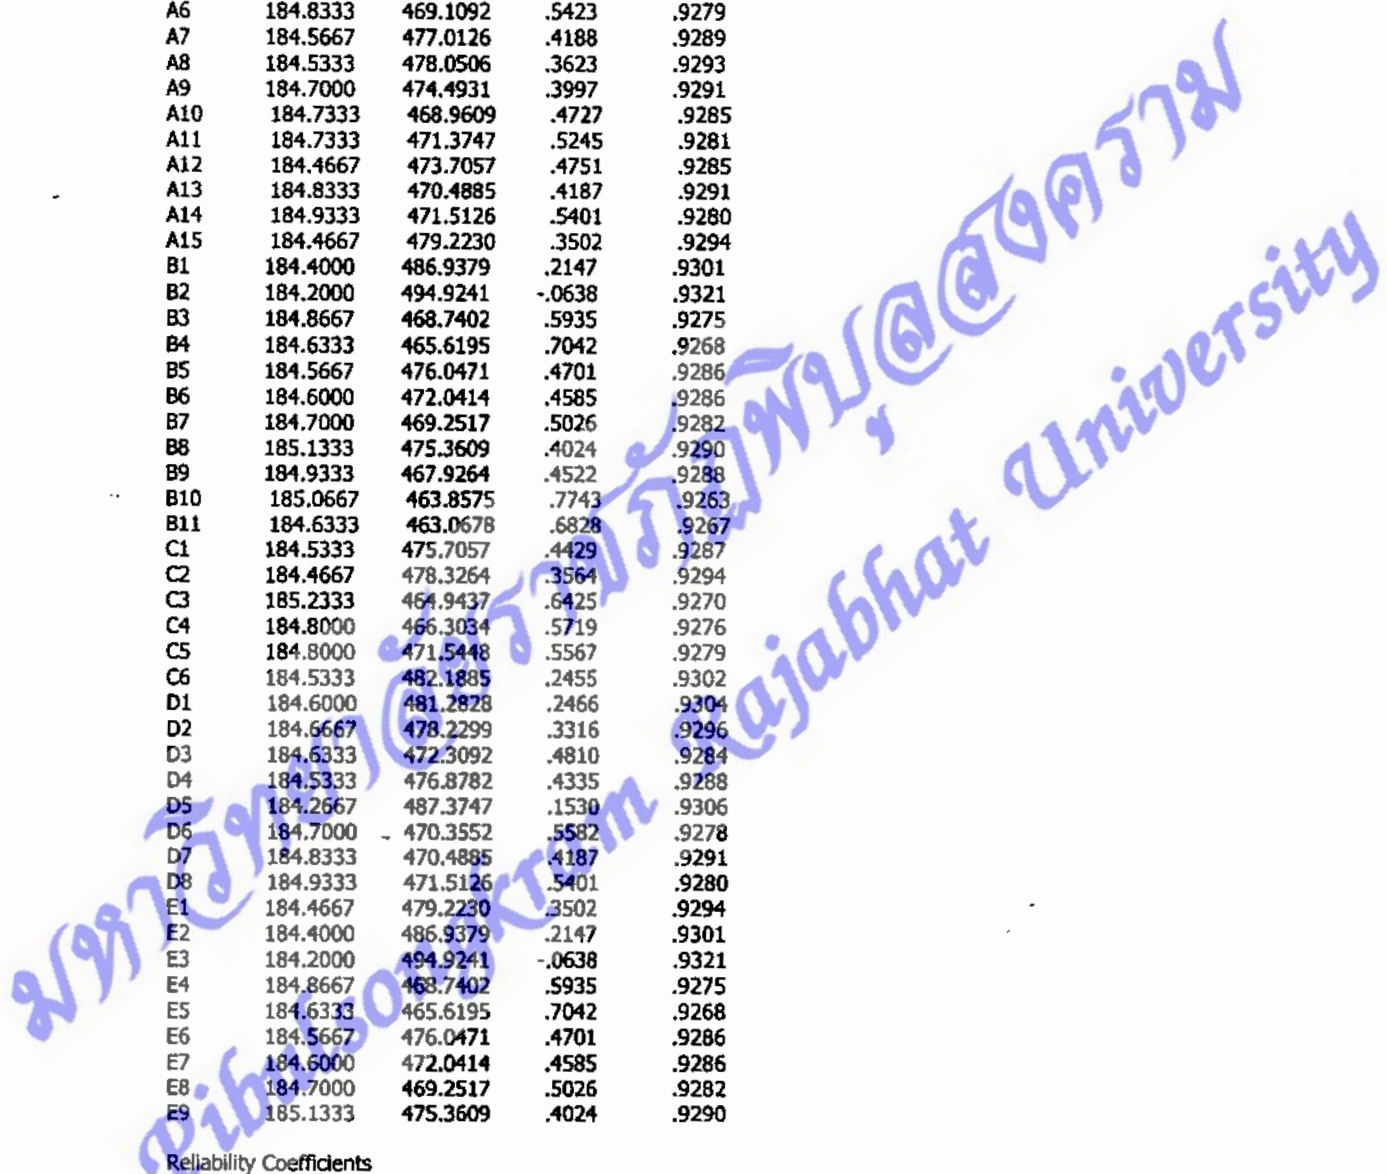 A6 184.8333 469.1092 .5423 .9279
A7 184.5667 477.0126 .4188 .9289
A8 184.5333 478.0506 .3623 .9293
A9 184.7000 474.4931 .3997 .9291
A10 184.7333 468.9609 .4727 .9285
A11 184.7333 471.3747 .5245 .9281
A12 184.4667 473.7057 .4751 .9285
A13 184.8333 470.4885 .4187 .9291
A14 184.9333 471.5126 .5401 .9280
A15 184.4667 479.2230 .3502 .9294
B1 184.4000 486.9379 .2147 .9301
B2 184.2000 494.9241 -.0638 .9321
B3 184.8667 468.7402 .5935 .9275
B4 184.6333 465.6195 .7042 .9268
B5 184.5667 476.0471 .4701 .9286
B6 184.6000 472.0414 .4585 .9286
B7 184.7000 469.2517 .5026 .9282
B8 185.1333 475.3609 .4024 .9290
B9 184.9333 467.9264 .4522 .9288
B10 185.0667 463.8575 .7743 .9263
B11 184.6333 463.0678 .6828 .9267
C1 184.5333 475.7057 .4429 .9287
C2 184.4667 478.3264 .3564 .9294
C3 185.2333 464.9437 .6425 .9270
C4 184.8000 466.3034 .5719 .9276
C5 184.8000 471.5448 .5567 .9279
C6 184.5333 482.1885 .2455 .9302
D1 184.6000 481.2828 .2466 .9304
D2 184.6667 478.2299 .3316 .9296
D3 184.6333 472.3092 .4810 .9284
D4 184.5333 476.8782 .4335 .9288
D5 184.2667 487.3747 .1530 .9306
D6 184.7000 470.3552 .5582 .9278
D7 184.8333 470.4885 .4187 .9291
D8 184.9333 471.5126 .5401 .9280
E1 184.4667 479.2230 .3502 .9294
E2 184.4000 486.9379 .2147 .9301
E3 184.2000 494.9241 -.0638 .9321
E4 184.8667 468.7402 .5935 .9275
E5 184.6333 465.6195 .7042 .9268
E6 184.5667 476.0471 .4701 .9286
E7 184.6000 472.0414 .4585 .9286
E8 184.7000 469.2517 .5026 .9282
E9 185.1333 475.3609 .4024 .9290
Reliability Coefficients
มหาวิทยาลัยราชภัฏพิบูลสงคราม
Pibulsongkram Rajabhat University